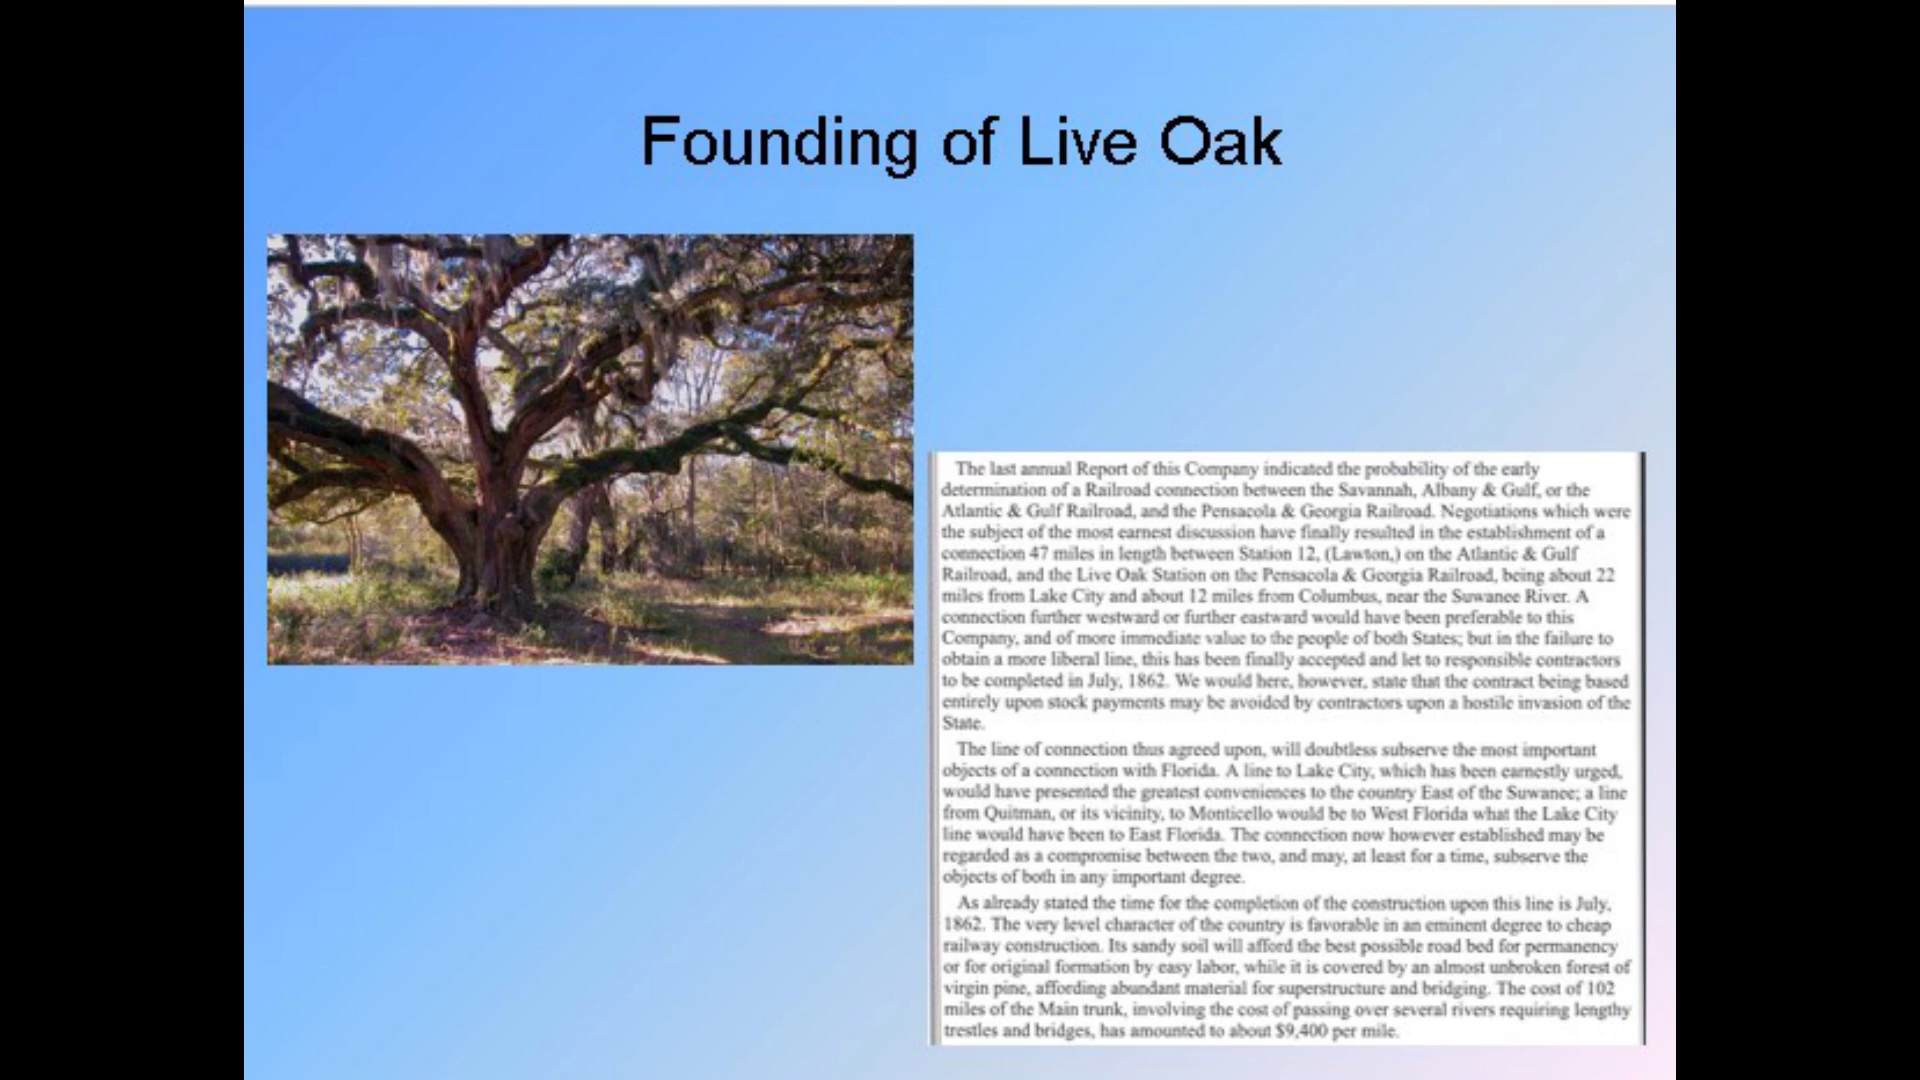 Founding of Live Oak
The last annual Report of this Company indicated the probability of the early
determination of a Railroad connection between the Savannah, Albany & Gulf, or the
Atlantic & Gulf Railroad, and the Pensacola & Georgia Railroad. Negotiations which were
the subject of the most earnest discussion have finally resulted in the establishment of a
connection 47 miles in length between Station 12, (Lawton,) on the Atlantic & Gulf
Railroad, and the Live Oak Station on the Pensacola & Georgia Railroad, being about 22
miles from Lake City and about 12 miles from Columbus, near the Suwanee River. A
connection further westward or further eastward would have been preferable to this
Company, and of more immediate value to the people of both States; but in the failure to
obtain a more liberal line, this has been finally accepted and let to responsible contractors
to be completed in July, 1862. We would here, however, state that the contract being based
entirely upon stock payments may be avoided by contractors upon a hostile invasion of the
State.
The line of connection thus agreed upon, will doubtless subserve the most important
objects of a connection with Florida. A line to Lake City, which has been earnestly urged,
would have presented the greatest conveniences to the country East of the Suwanee; a line
from Quitman, or its vicinity, to Monticello would be to West Florida what the Lake City
line would have been to East Florida. The connection now however established may be
regarded as a compromise between the two, and may, at least for a time, subserve the
objects of both in any important degree.
As already stated the time for the completion of the construction upon this line is July,
1862. The very level character of the country is favorable in an eminent degree to cheap
railway construction. Its sandy soil will afford the best possible road bed for permanency
or for original formation by easy labor, while it is covered by an almost unbroken forest of
virgin pine, affording abundant material for superstructure and bridging. The cost of 102
miles of the Main trunk, involving the cost of passing over several rivers requiring lengthy
trestles and bridges, has amounted to about $9,400 per mile.